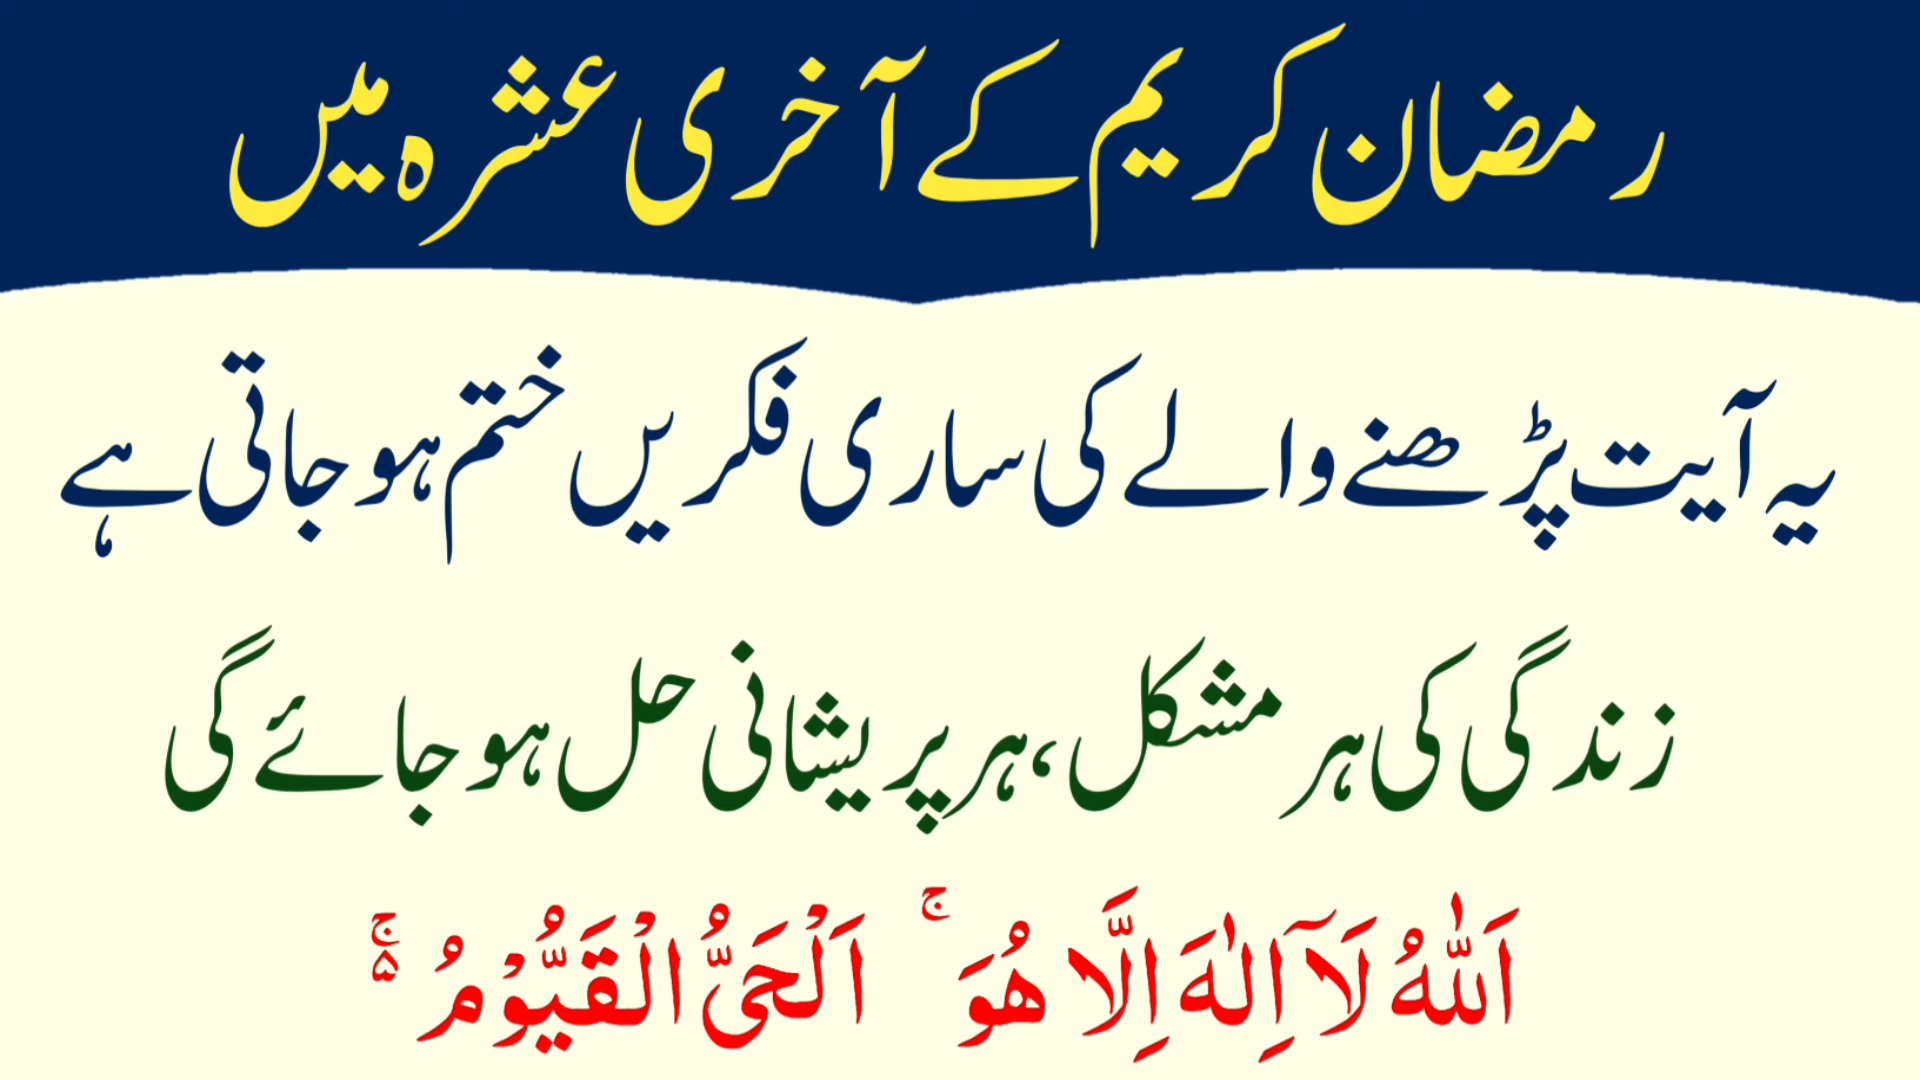 رمضان کریم کے آخری عشرہ میں
یہ آیت پڑھنے والے کی ساری فکریں ختم ہو جاتی ہے
زندگی کی ہر مشکل، ہر پریشانی حل ہو جائے گی
اَللّٰهُ لَاۤ اِلٰهَ اِلَّا هُوَ ۚ اَلْحَیُّ الْقَیُّوْمُ ۬ۚ